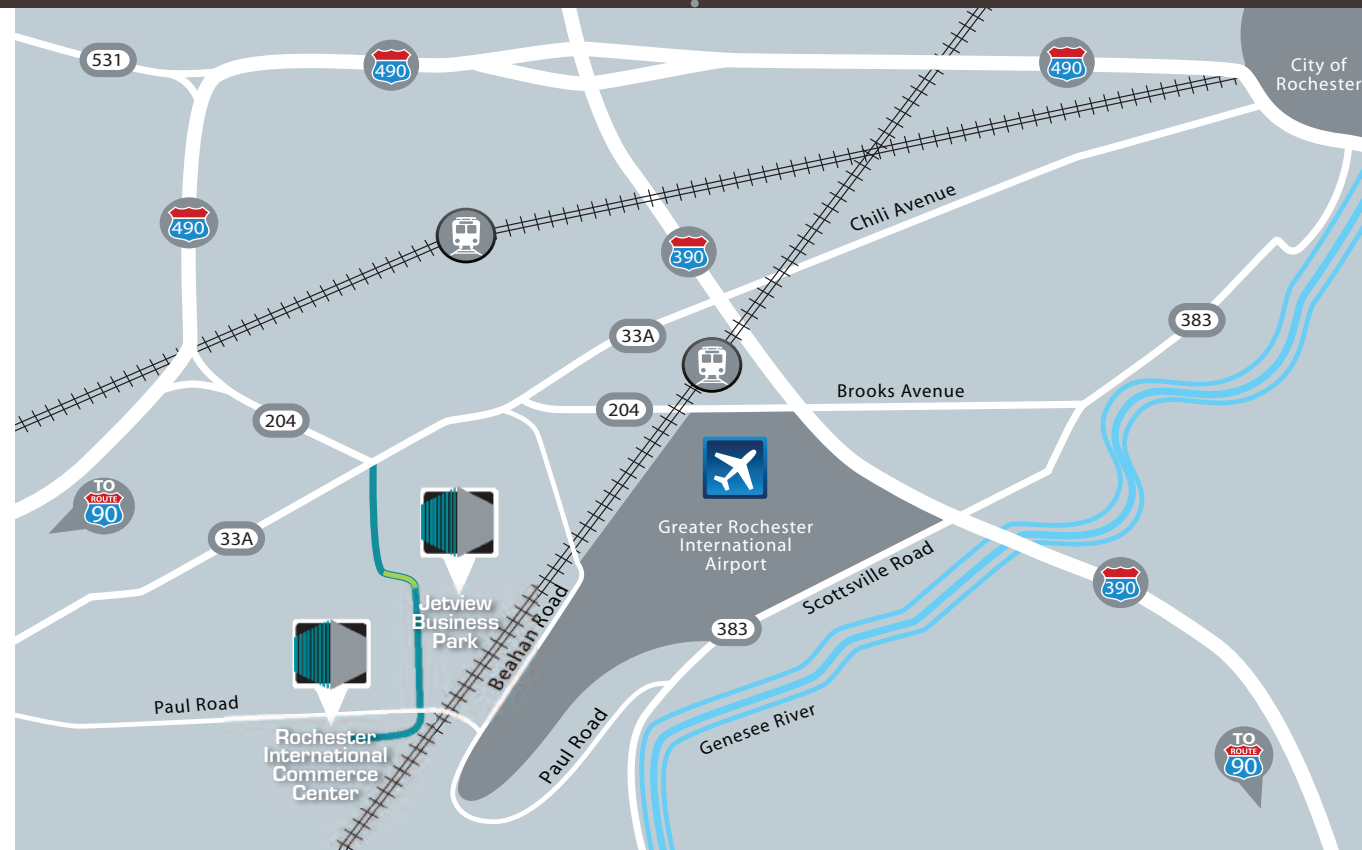 531
490
490
City of
Rochester
490
Chili Avenue
390
383
33A
Brooks Avenue
204
204
TO
ROUTE
90
33A
Greater Rochester
International
Airport
Scottsville Road
390
Jetview
Business
Park
Beahan Road
383
Paul Road
Rochester
International
Commerce
Center
Paul Road
Genesee River
TO
ROUTE
90